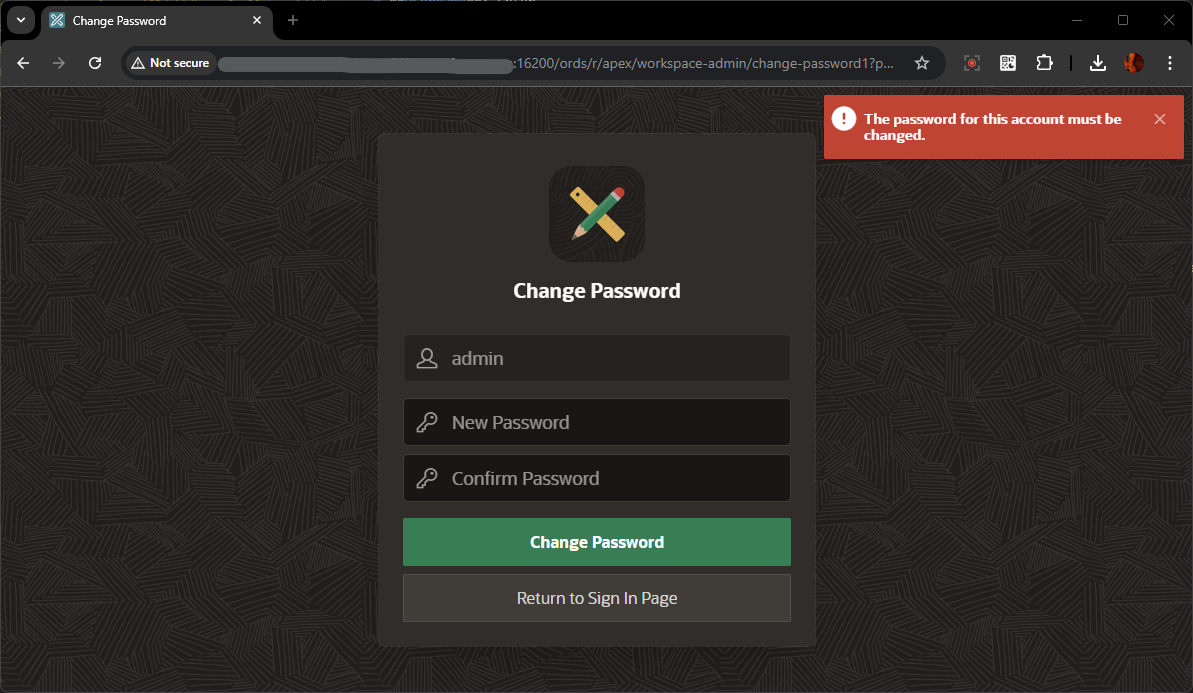 Change Password
Not secure
:16200/ords/r/apex/workspace-admin/change-password1?p...
The password for this account must be
changed.
Change Password
admin
New Password
Confirm Password
Change Password
Return to Sign In Page